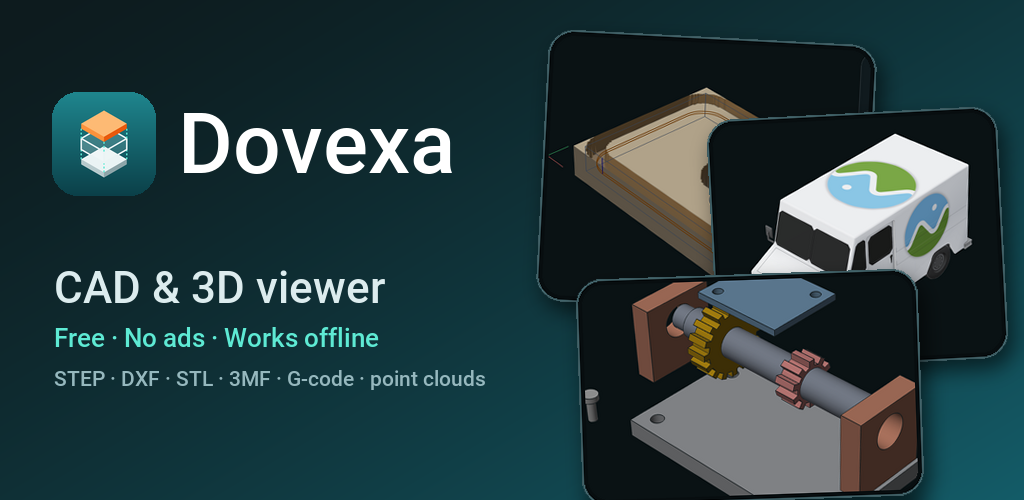 Dovexa
CAD & 3D viewer
Free · No ads · Works offline
STEP · DXF · STL · 3MF · G-code · point clouds